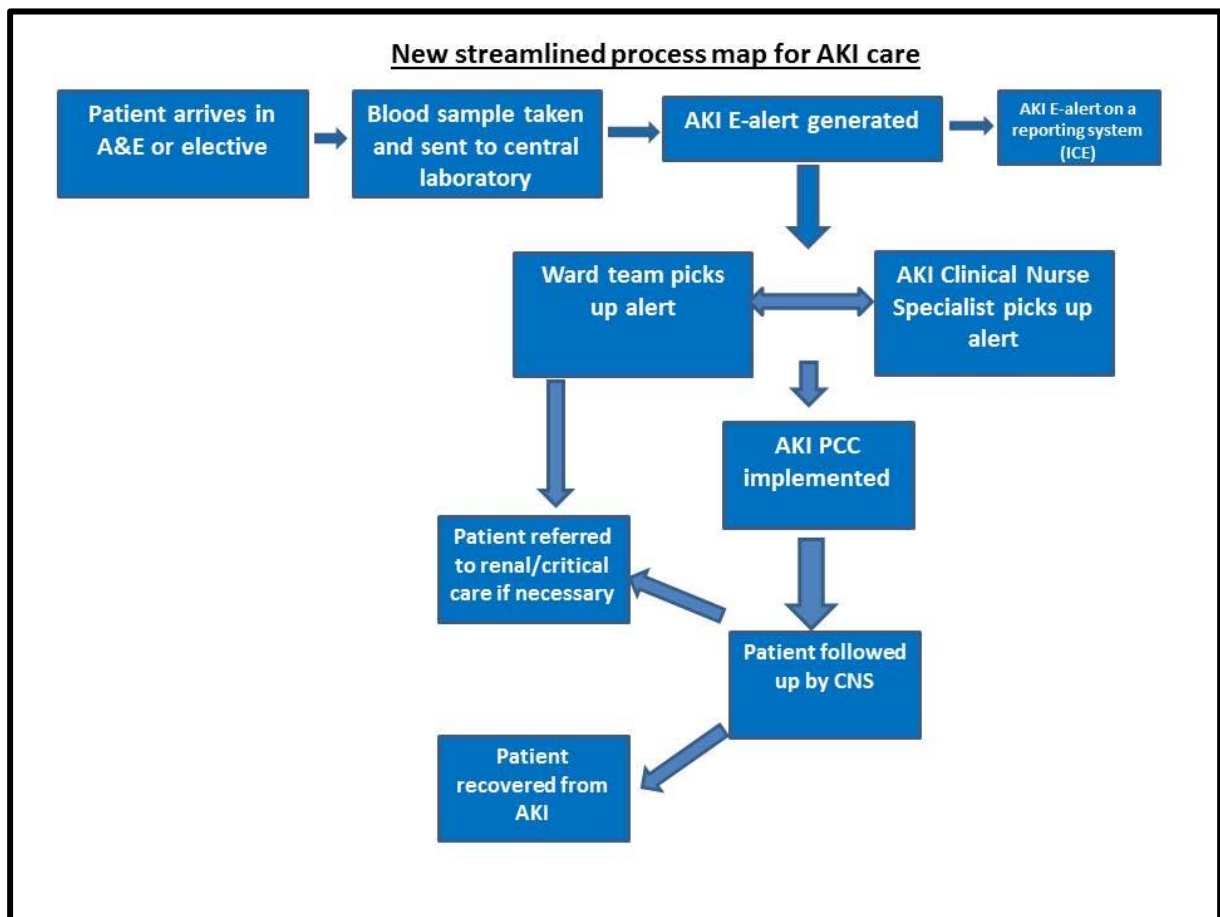 New streamlined process map for AKI care
Patient arrives in
A&E or elective
Blood sample taken
and sent to central
laboratory
AKI E-alert generated
AKI E-alert on a
reporting system
(ICE)
Ward team picks
up alert
AKI Clinical Nurse
Specialist picks up
alert
AKI PCC
implemented
Patient referred
to renal/critical
care if necessary
Patient followed
up by CNS
Patient
recovered from
AKI